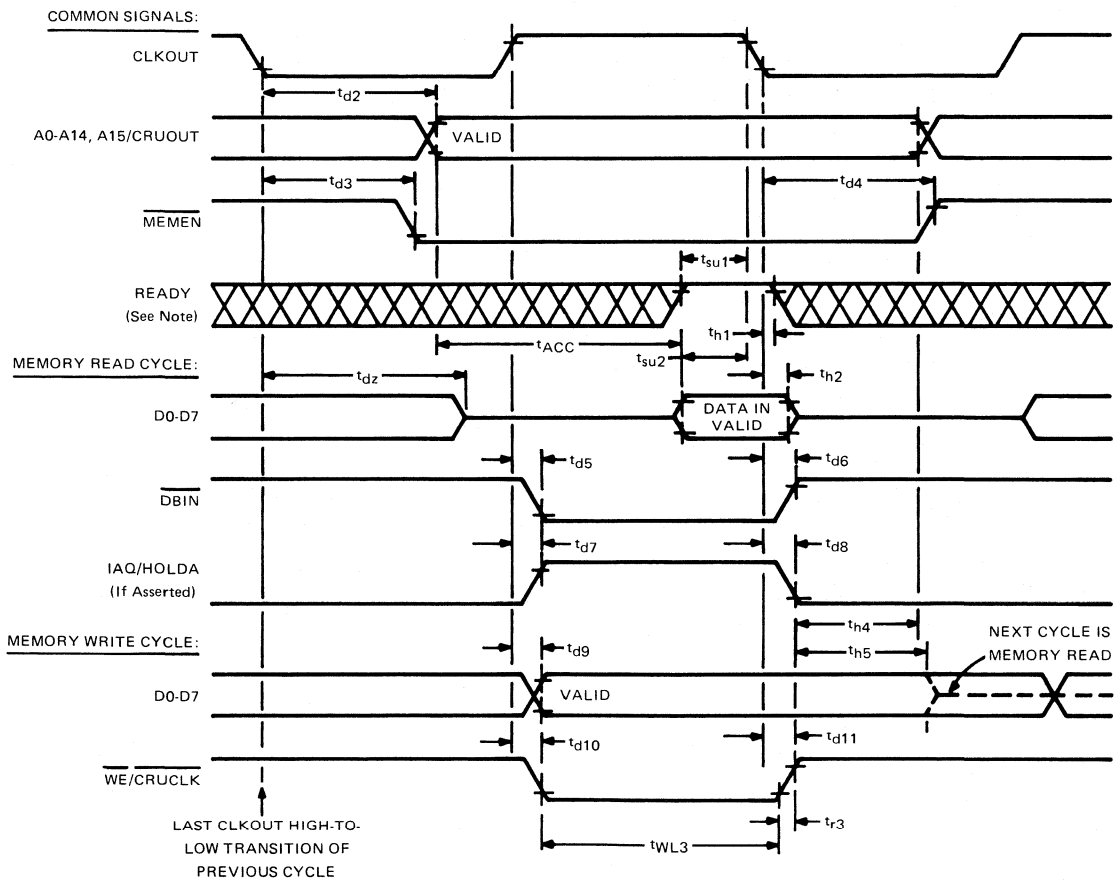 COMMON SIGNALS:
CLKOUT
td2
A0-A14, A15/CRUOUT
VALID
td3
td4
MEMEN
tsu1
READY
(See Note)
th1
tACC
tsu2
MEMORY READ CYCLE:
tdz
th2
D0-D7
DATA IN
VALID
td5
td6
DBIN
td7
td8
IAQ/HOLDA
(If Asserted)
th4
NEXT CYCLE IS
MEMORY READ
MEMORY WRITE CYCLE:
td9
th5
D0-D7
VALID
td10
td11
WE/CRUCLK
tr3
LAST CLKOUT HIGH-TO-
LOW TRANSITION OF
PREVIOUS CYCLE
tWL3